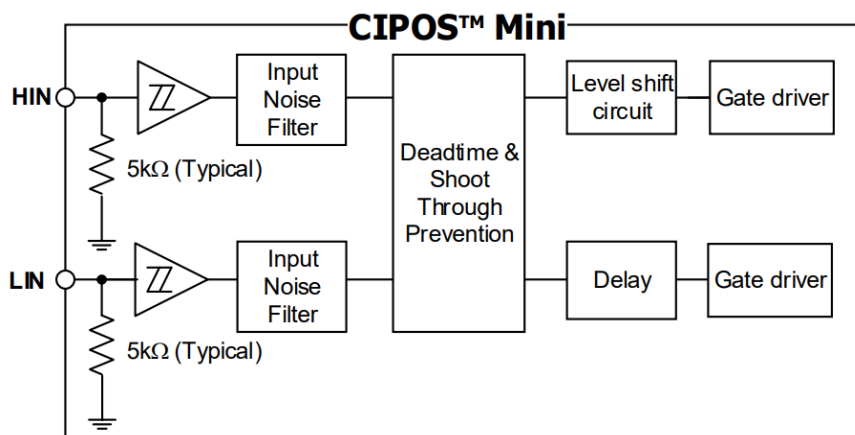 CIPOS™ Mini
HIN
5kΩ (Typical)
Input
Noise
Filter
Deadtime &
Shoot
Through
Prevention
Level shift
circuit
Gate driver
LIN
5kΩ (Typical)
Input
Noise
Filter
Delay
Gate driver